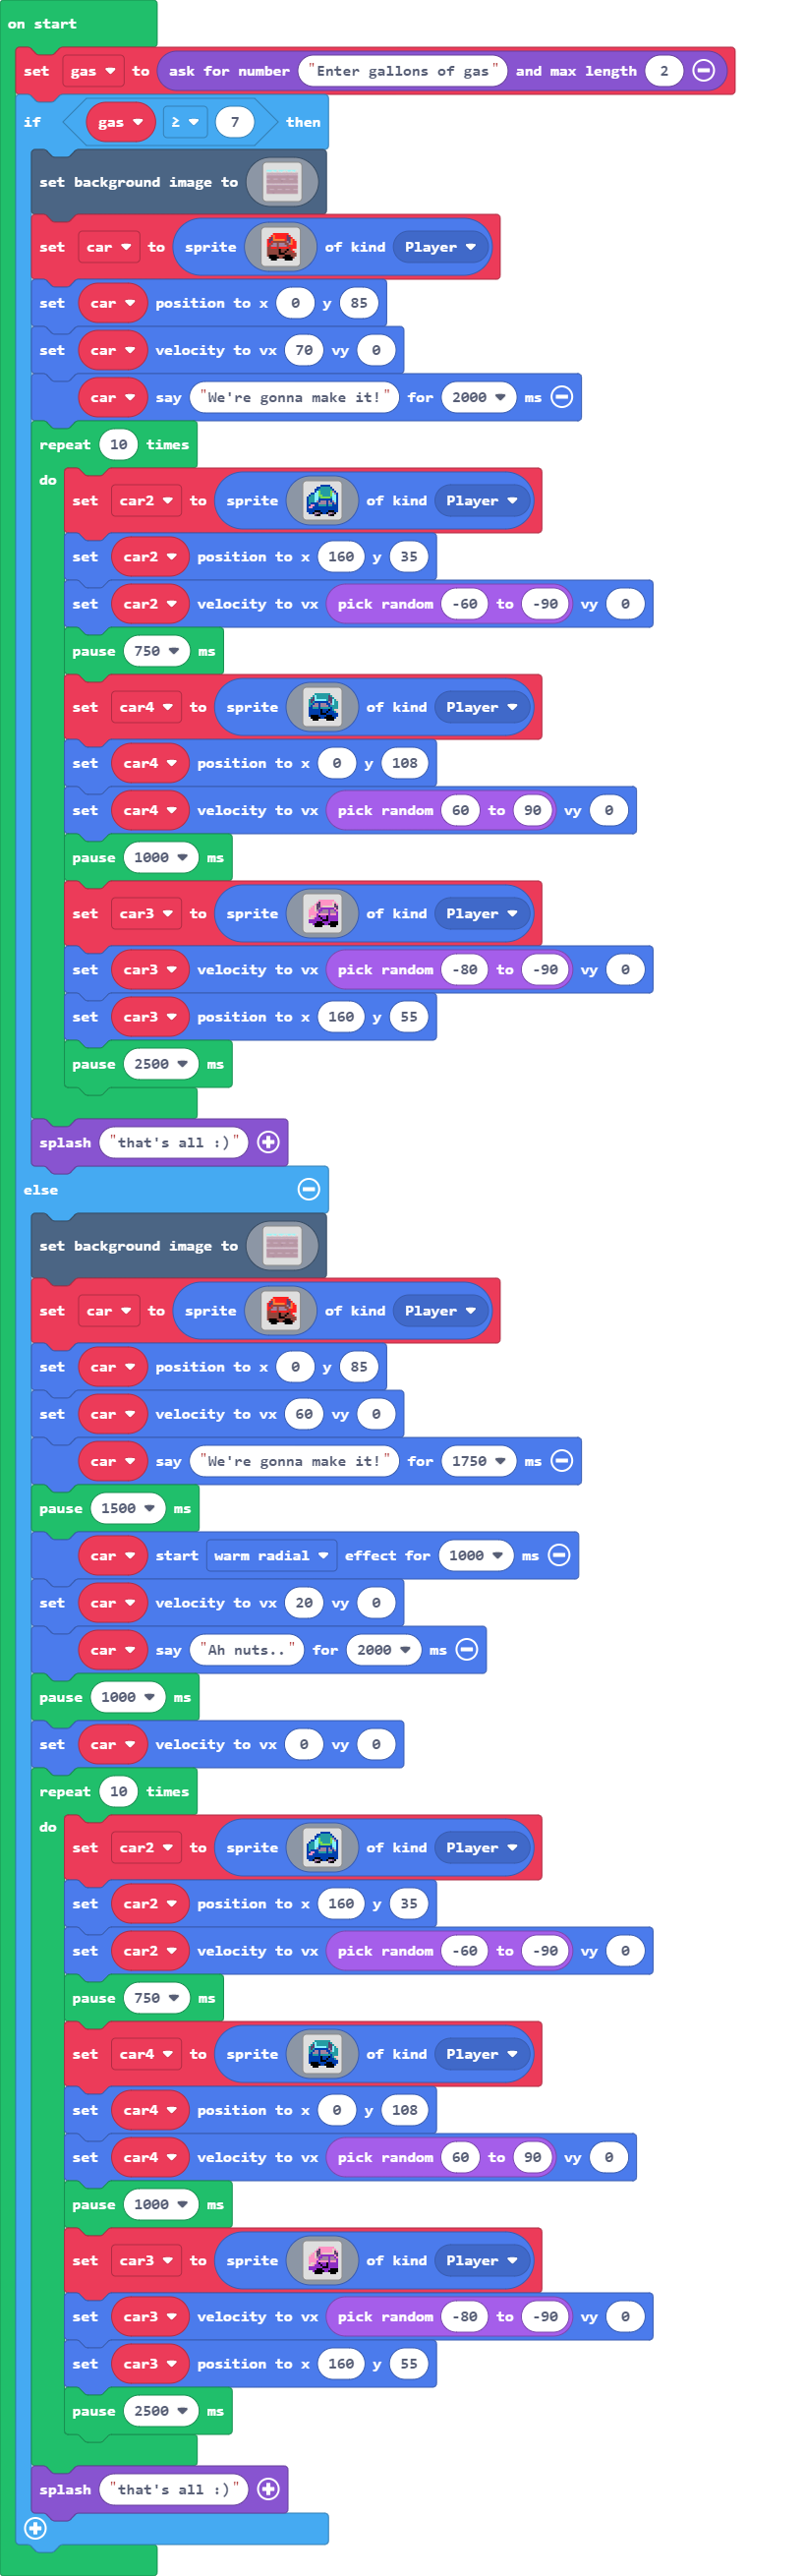 on start
set gas to ask for number "Enter gallons of gas" and max length 2
if gas ≥ 7 then
set background image to
set car to sprite of kind Player
set car position to x 0 y 85
set car velocity to vx 70 vy 0
car say "We're gonna make it!" for 2000 ms
repeat 10 times
do
set car2 to sprite of kind Player
set car2 position to x 160 y 35
set car2 velocity to vx pick random -60 to -90 vy 0
pause 750 ms
set car4 to sprite of kind Player
set car4 position to x 0 y 108
set car4 velocity to vx pick random 60 to 90 vy 0
pause 1000 ms
set car3 to sprite of kind Player
set car3 velocity to vx pick random -80 to -90 vy 0
set car3 position to x 160 y 55
pause 2500 ms
splash "that's all :)"
else
set background image to
set car to sprite of kind Player
set car position to x 0 y 85
set car velocity to vx 60 vy 0
car say "We're gonna make it!" for 1750 ms
pause 1500 ms
car start warm radial effect for 1000 ms
set car velocity to vx 20 vy 0
car say "Ah nuts.." for 2000 ms
pause 1000 ms
set car velocity to vx 0 vy 0
repeat 10 times
do
set car2 to sprite of kind Player
set car2 position to x 160 y 35
set car2 velocity to vx pick random -60 to -90 vy 0
pause 750 ms
set car4 to sprite of kind Player
set car4 position to x 0 y 108
set car4 velocity to vx pick random 60 to 90 vy 0
pause 1000 ms
set car3 to sprite of kind Player
set car3 velocity to vx pick random -80 to -90 vy 0
set car3 position to x 160 y 55
pause 2500 ms
splash "that's all :)"